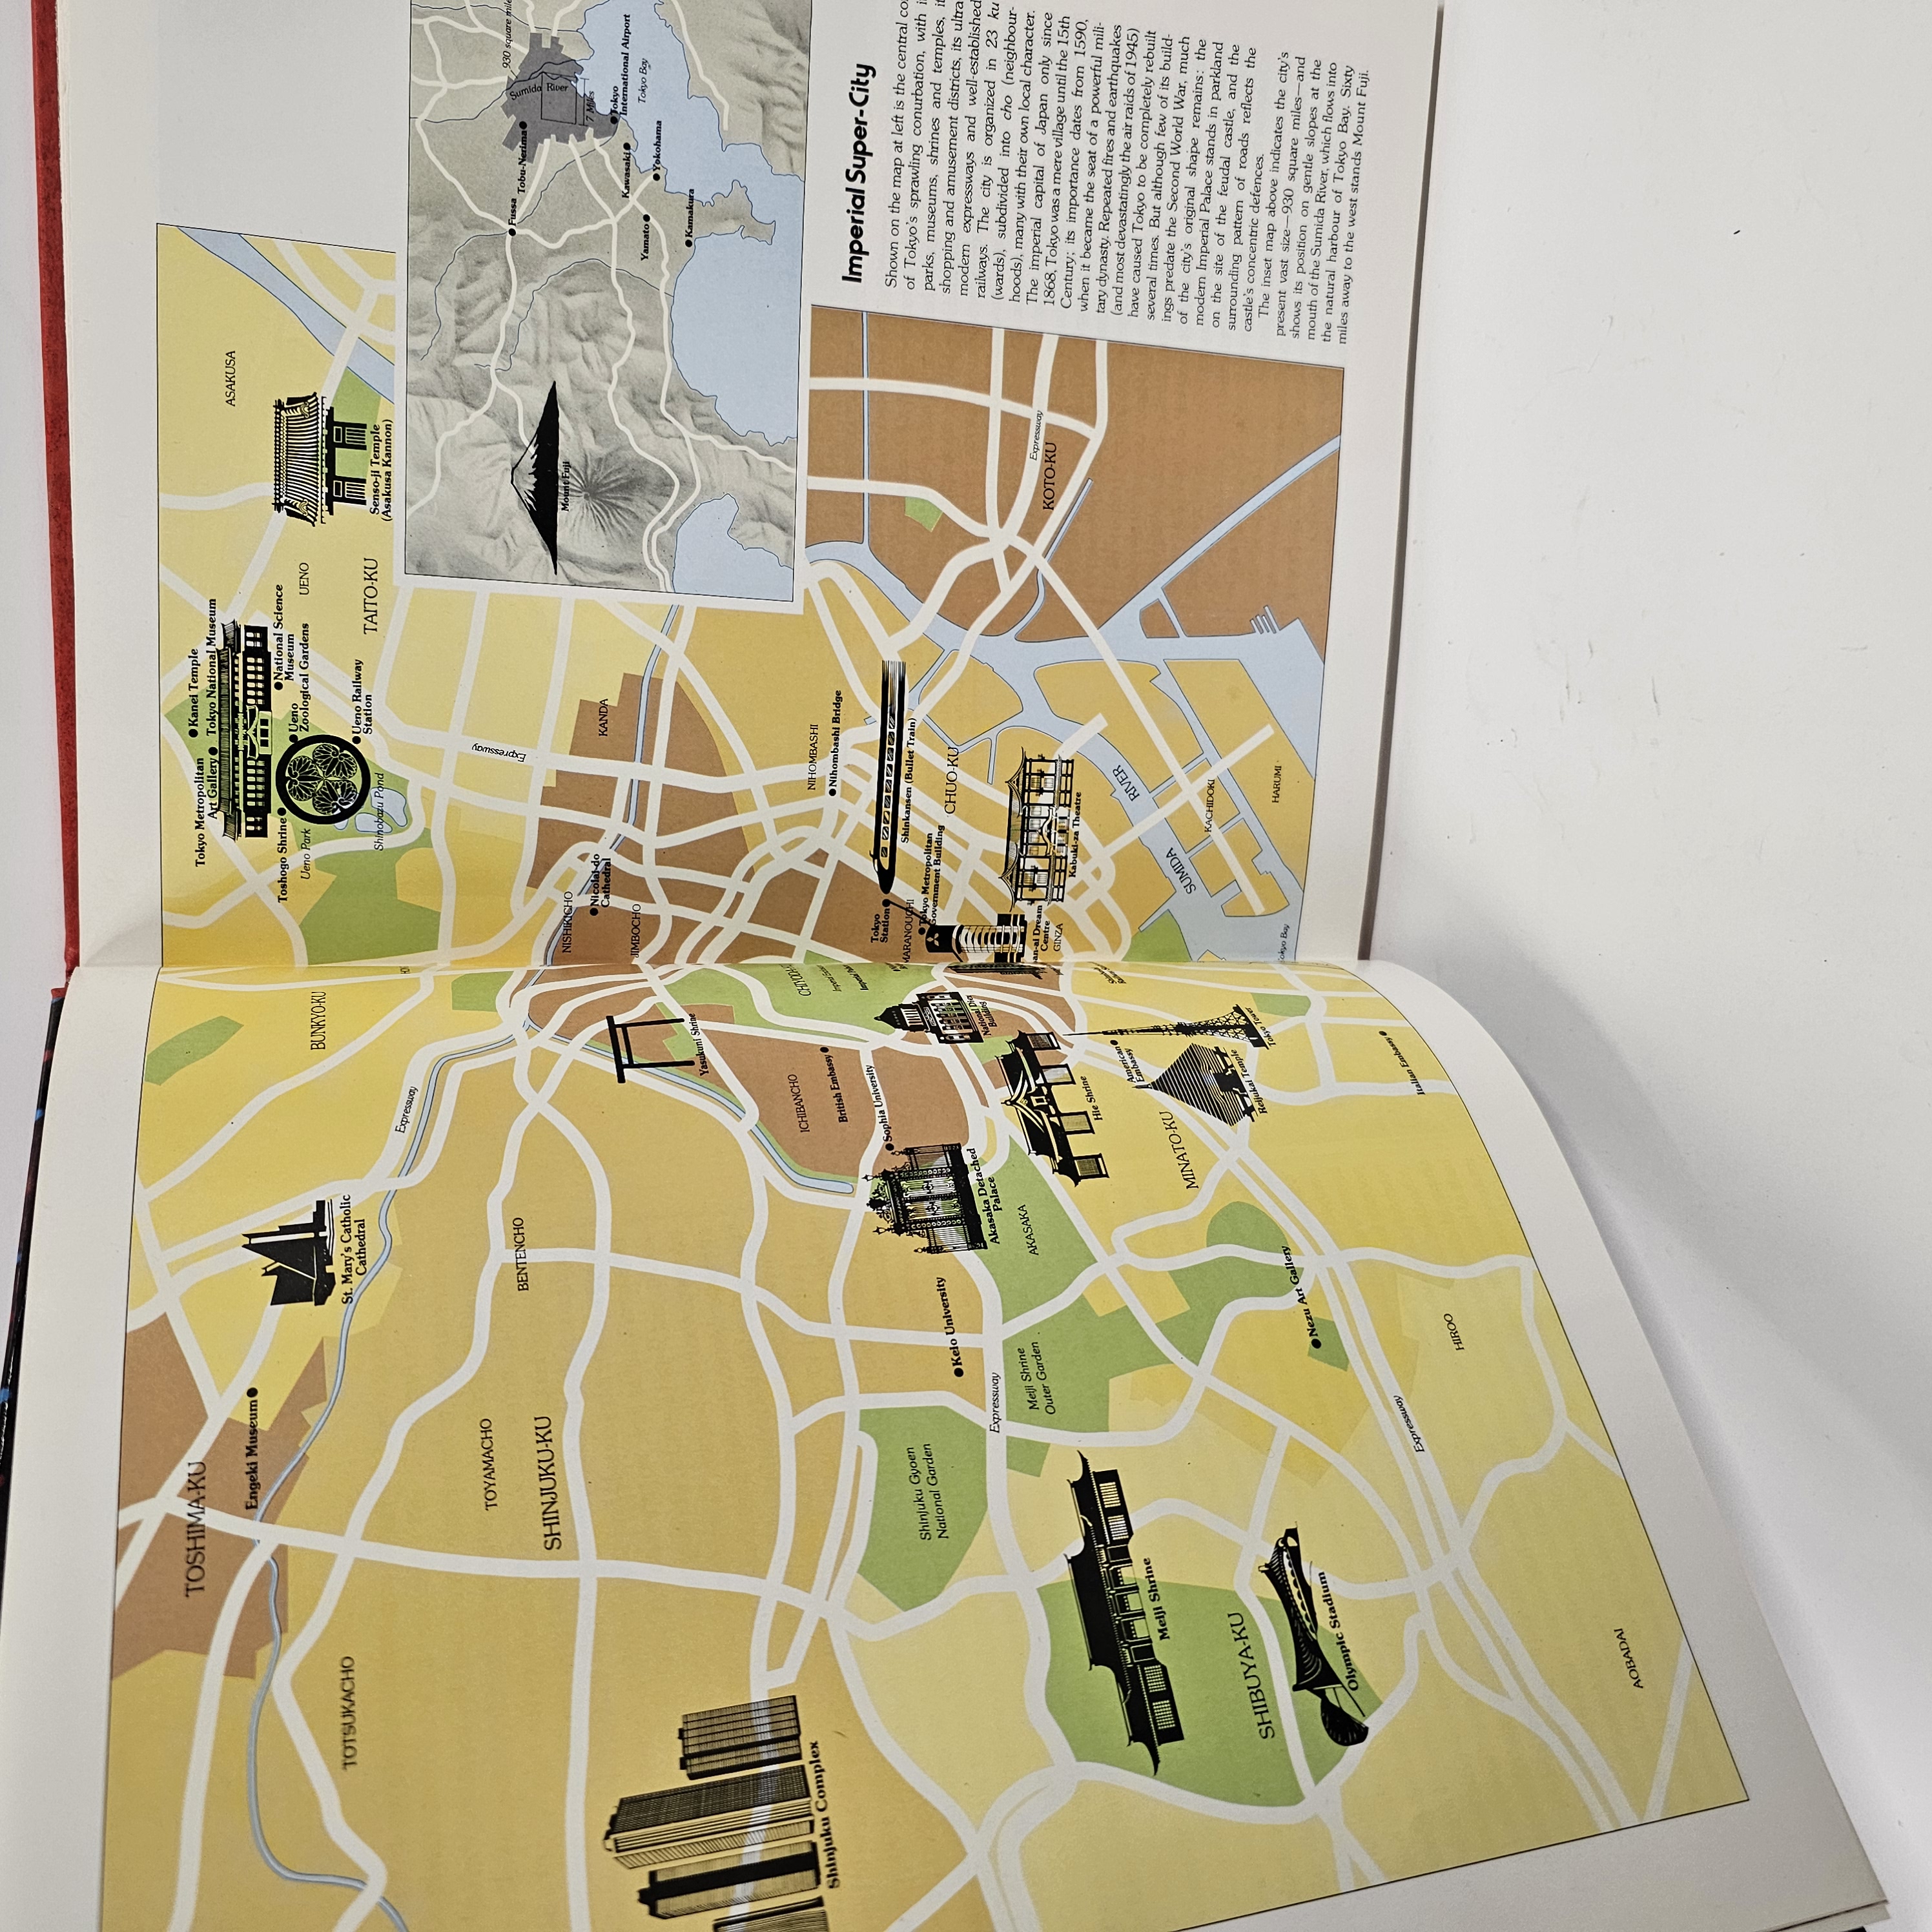 TOSHIMA-KU
Engeki Museum
St. Mary's Catholic
Cathedral
TOTSUKACHO
BUNKYO-KU
Expressway
TOYAMACHO
BENTENCHO
SHINJUKU-KU
Yasukuni Shrine
Shinjuku Complex
ICHIBANCHO
British Embassy
Sophia University
Shinjuku Gyoen
National Garden
Keio University
Akasaka Detached
Palace
National Diet
Building
Expressway
Meiji Shrine
Outer Garden
AKASAKA
Hie Shrine
American
Embassy
Meiji Shrine
MINATO-KU
Reijukai Temple
Tokyo Tower
SHIBUYA-KU
Olympic Stadium
Nezu Art Gallery
Expressway
Italian Embassy
HIROO
AOBADAI
Kanei Temple
Tokyo Metropolitan
Art Gallery
Tokyo National Museum
ASAKUSA
Toshogo Shrine
National Science
Museum
Ueno Park
Ueno
Zoological Gardens
UENO
Ueno Railway
Station
TAITO-KU
Shinobazu Pond
Senso-ji Temple
(Asakusa Kannon)
Expressway
NISHIKICHO
Nicolai-do
Cathedral
KANDA
JIMBOCHO
NIHOMBASHI
Nihombashi Bridge
Tokyo
Station
Shinkansen (Bullet Train)
MARANOUCHI
Tokyo Metropolitan
Government Building
CHUO-KU
Dream
Centre
GINZA
Kabuki-za Theatre
Expressway
KOTO-KU
SUMIDA RIVER
KACHIDOKI
HARUMI
Tokyo Bay
Mount Fuji
Fussa
Tobu-Nerima
930 square
Sumida River
7 Miles
Tokyo
International Airport
Kawasaki
Tokyo Bay
Yamato
Yokohama
Kamakura
Imperial Super-City
Shown on the map at left is the central
of Tokyo's sprawling conurbation, with
parks, museums, shrines and temples,
shopping and amusement districts, its ultra-
modern expressways and well-established
railways. The city is organized in 23 ku
(wards), subdivided into cho (neighbour-
hoods), many with their own local character.
The imperial capital of Japan only since
1868, Tokyo was a mere village until the 15th
Century; its importance dates from 1590,
when it became the seat of a powerful mili-
tary dynasty. Repeated fires and earthquakes
(and most devastatingly the air raids of 1945)
have caused Tokyo to be completely rebuilt
several times. But although few of its build-
ings predate the Second World War, much
of the city's original shape remains: the
modern Imperial Palace stands in parkland
on the site of the feudal castle, and the
surrounding pattern of roads reflects the
castle's concentric defences.
The inset map above indicates the city's
present vast size—930 square miles—and
shows its position on gentle slopes at the
mouth of the Sumida River, which flows into
the natural harbour of Tokyo Bay. Sixty
miles away to the west stands Mount Fuji.